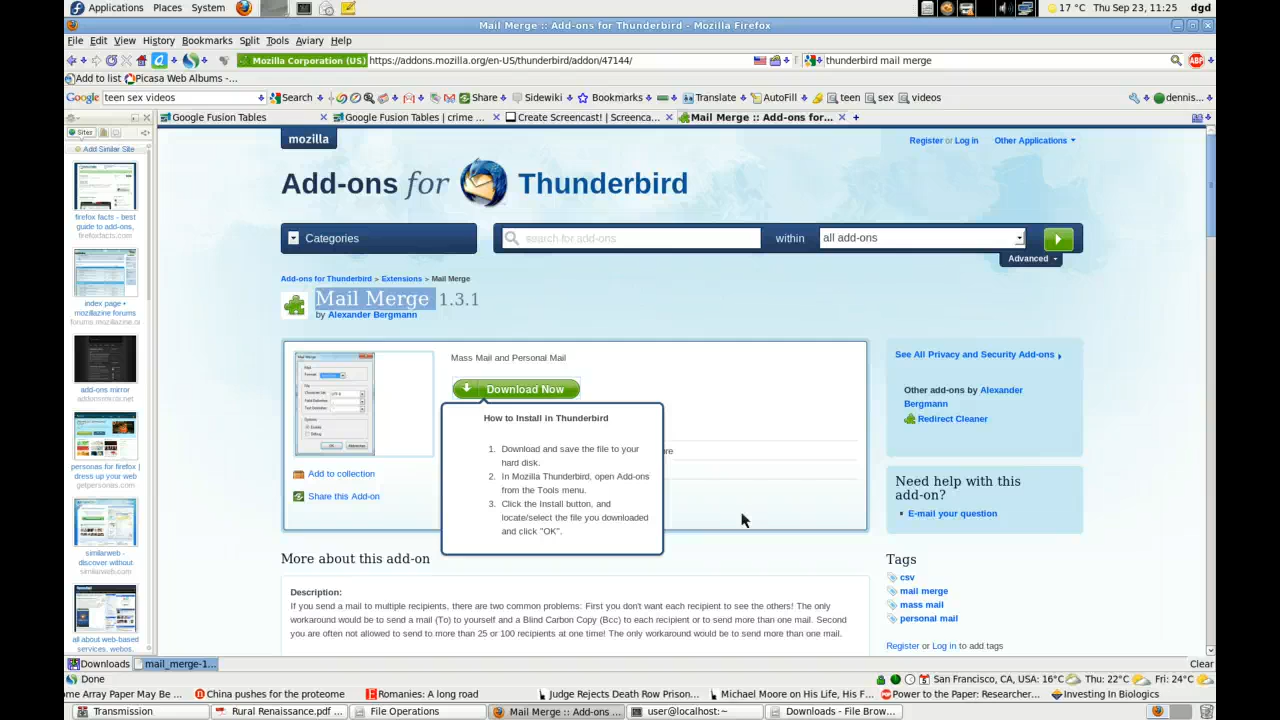 Applications Places System 17 °C Thu Sep 23, 11:25 dgd
Mail Merge :: Add-ons for Thunderbird - Mozilla Firefox
File Edit View History Bookmarks Split Tools Aviary Help
Mozilla Corporation (US) https://addons.mozilla.org/en-US/thunderbird/addon/47144/ thunderbird mail merge ABP
Add to list Picasa Web Albums -...
Google teen sex videos Search Share Sidewiki Bookmarks Translate AutoFill teen sex videos dennis...
Google Fusion Tables Google Fusion Tables | crime ... Create Screencast! | Screenca... Mail Merge :: Add-ons for...
Sites
Add Similar Site
firefox facts - best
guide to add-ons,
firefoxfacts.com
index page •
mozillazine forums
forums.mozillazine.or
add-ons mirror
addonsmirror.net
personas for firefox |
dress up your web
getpersonas.com
similarweb -
discover without
similarweb.com
all about web-based
services, webos,
mozilla
Register or Log in Other Applications
Add-ons for Thunderbird
Categories
search for add-ons within all add-ons
Advanced
Add-ons for Thunderbird > Extensions > Mail Merge
Mail Merge 1.3.1
by Alexander Bergmann
Mass Mail and Personal Mail
Download Now
How to Install in Thunderbird
1. Download and save the file to your
hard disk.
2. In Mozilla Thunderbird, open Add-ons
from the Tools menu.
3. Click the Install button, and
locate/select the file you downloaded
and click "OK".
Add to collection
Share this Add-on
See All Privacy and Security Add-ons
Other add-ons by Alexander
Bergmann
Redirect Cleaner
Need help with this
add-on?
E-mail your question
More about this add-on
Description:
If you send a mail to multiple recipients, there are two common problems: First you don't want each recipient to see the others. The only
workaround would be to send a mail (To) to yourself and a Blind Carbon Copy (Bcc) to each recipient or to send more than one mail. Second
you are often not allowed to send to more than 25 or 100 recipients at one time! The only workaround would be to send more than one mail.
Tags
csv
mail merge
mass mail
personal mail
Register or Log in to add tags
Downloads mail_merge-1... Clear
Done San Francisco, CA, USA: 16°C Thu: 22°C Fri: 24°C
ome Array Paper May Be ... China pushes for the proteome Romanies: A long road Judge Rejects Death Row Prison... Michael Moore on His Life, His F... Power to the Paper: Researcher... Investing In Biologics
Transmission Rural Renaissance.pdf ... File Operations Mail Merge :: Add-ons ... user@localhost:~ Downloads - File Brow...